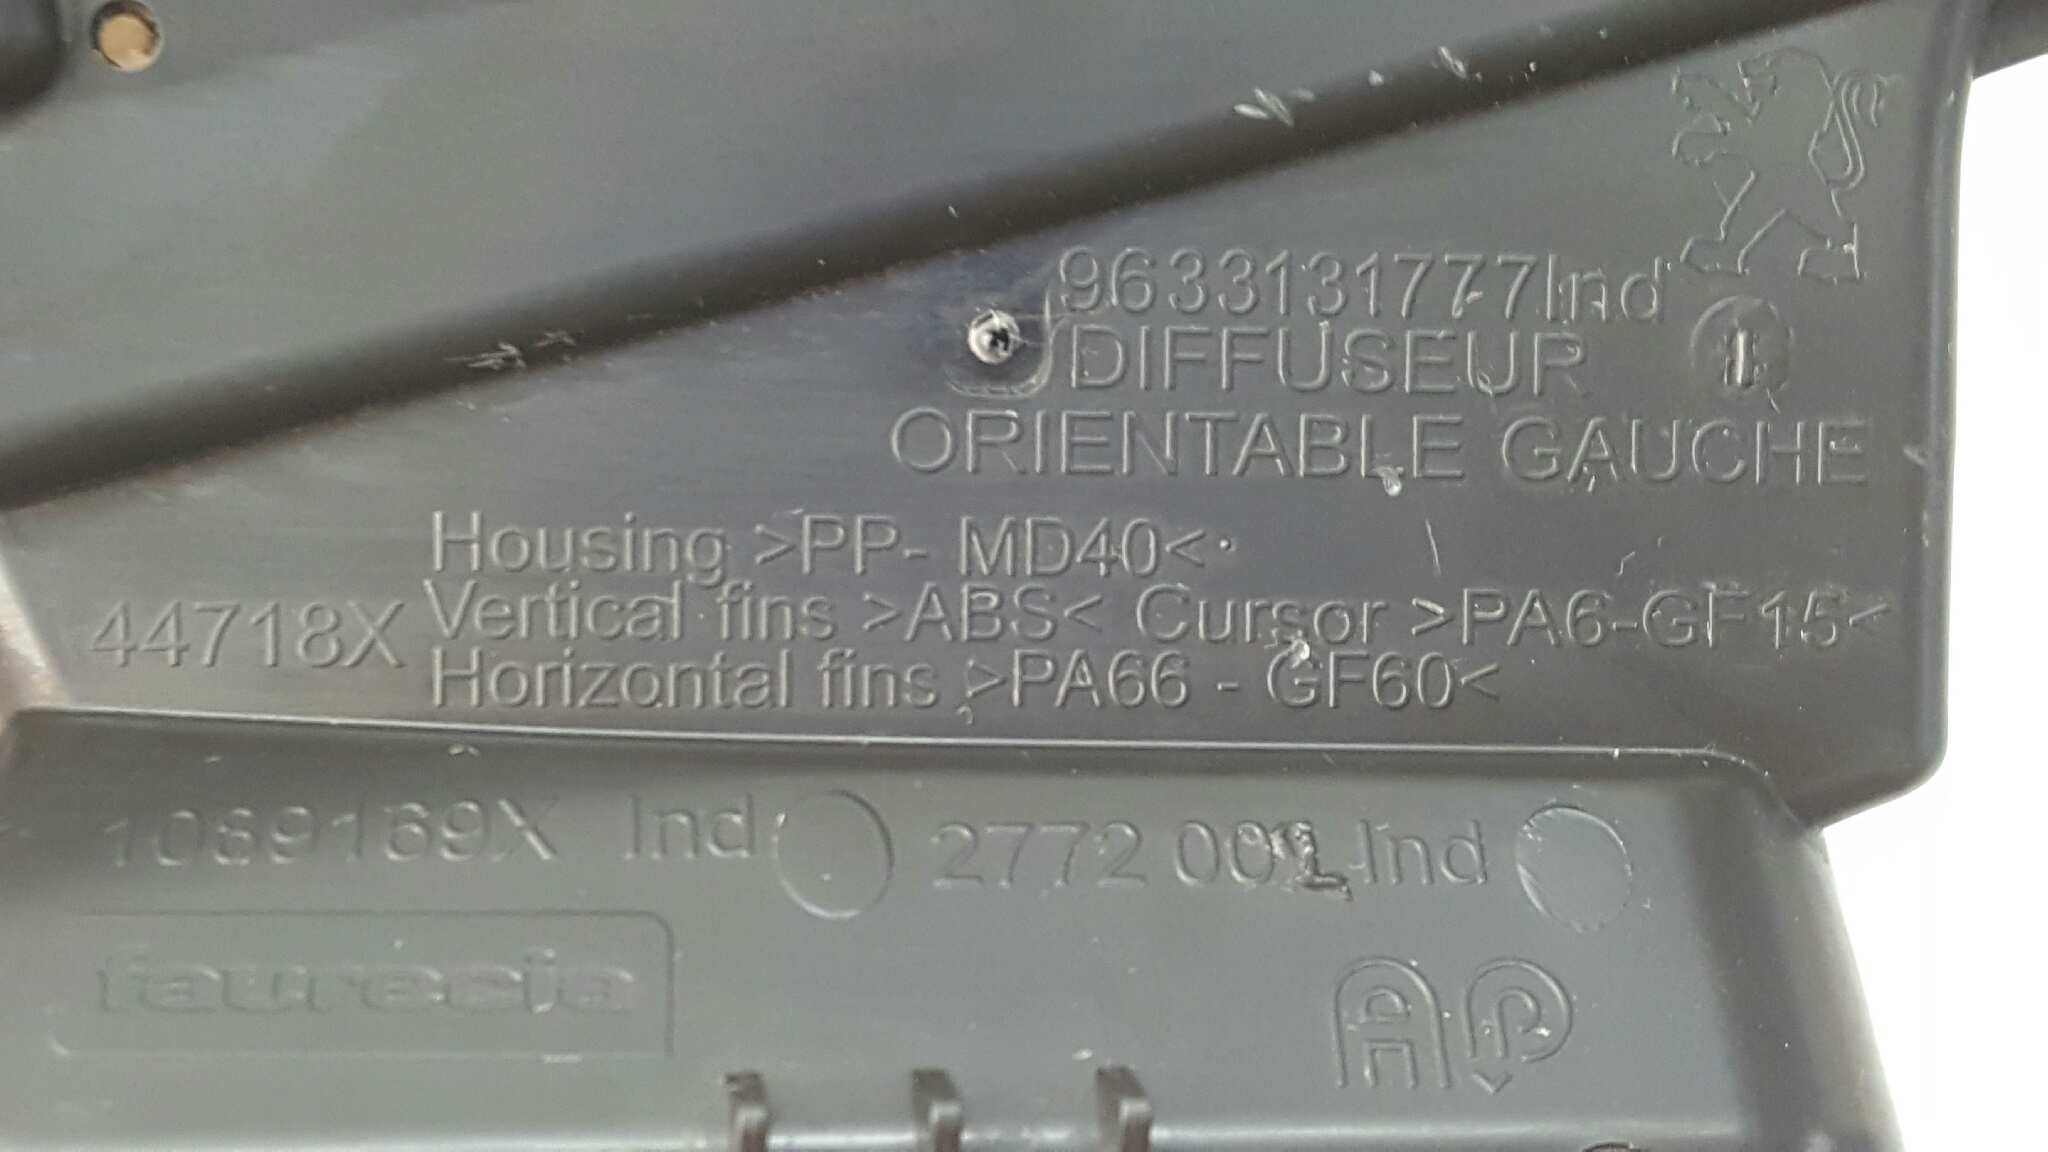 9633131777Ind
DIFFUSEUR
ORIENTABLE GAUCHE
Housing >PP- MD40<
44718X Vertical fins >ABS< Cursor >PA6-GF15<
Horizontal fins >PA66 - GF60<
1089169X Ind 2772 Ind
faurecia